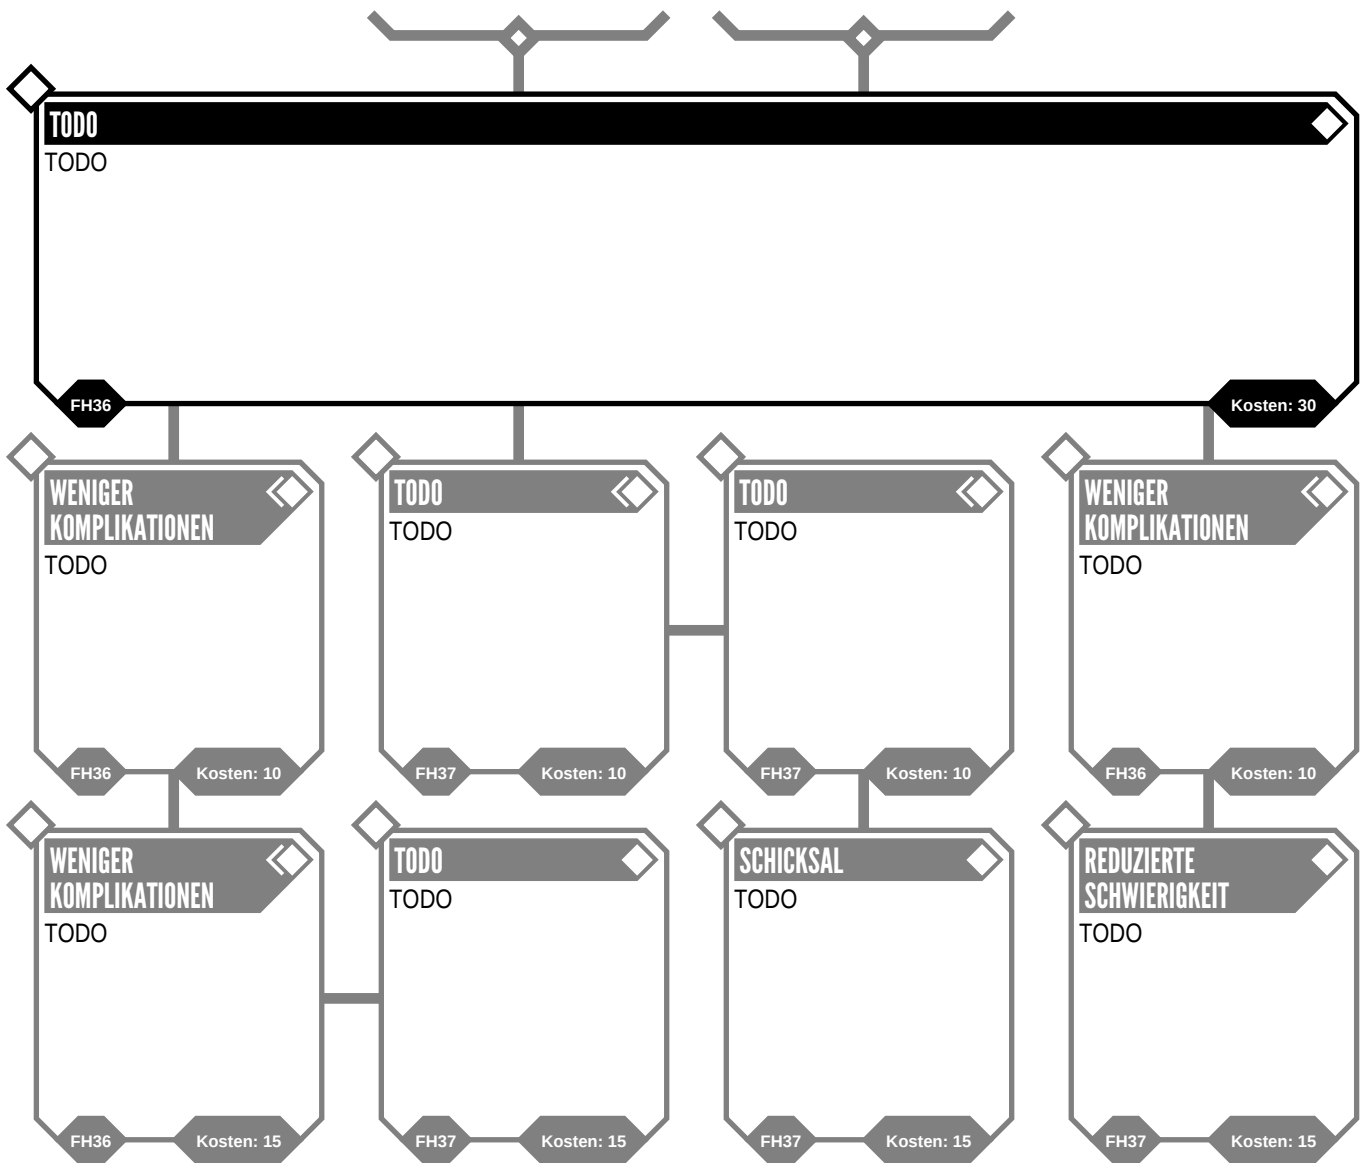 TODO
TODO
FH36
Kosten: 30
WENIGER
KOMPLIKATIONEN
TODO
FH36
Kosten: 10
TODO
TODO
FH37
Kosten: 10
TODO
TODO
FH37
Kosten: 10
WENIGER
KOMPLIKATIONEN
TODO
FH36
Kosten: 10
WENIGER
KOMPLIKATIONEN
TODO
FH36
Kosten: 15
TODO
TODO
FH37
Kosten: 15
SCHICKSAL
TODO
FH37
Kosten: 15
REDUZIERTE
SCHWIERIGKEIT
TODO
FH37
Kosten: 15